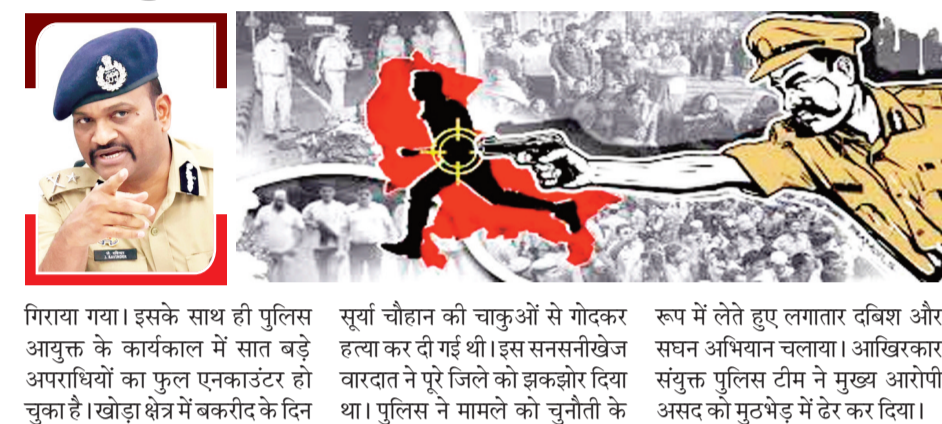 गिराया गया। इसके साथ ही पुलिस
आयुक्त के कार्यकाल में सात बड़े
अपराधियों का फुल एनकाउंटर हो
चुका है। खोड़ा क्षेत्र में बकरीद के दिन
सूर्या चौहान की चाकुओं से गोदकर
हत्या कर दी गई थी। इस सनसनीखेज
वारदात ने पूरे जिले को झकझोर दिया
था। पुलिस ने मामले को चुनौती के
रूप में लेते हुए लगातार दबिश और
सघन अभियान चलाया। आखिरकार
संयुक्त पुलिस टीम ने मुख्य आरोपी
असद को मुठभेड़ में ढेर कर दिया।